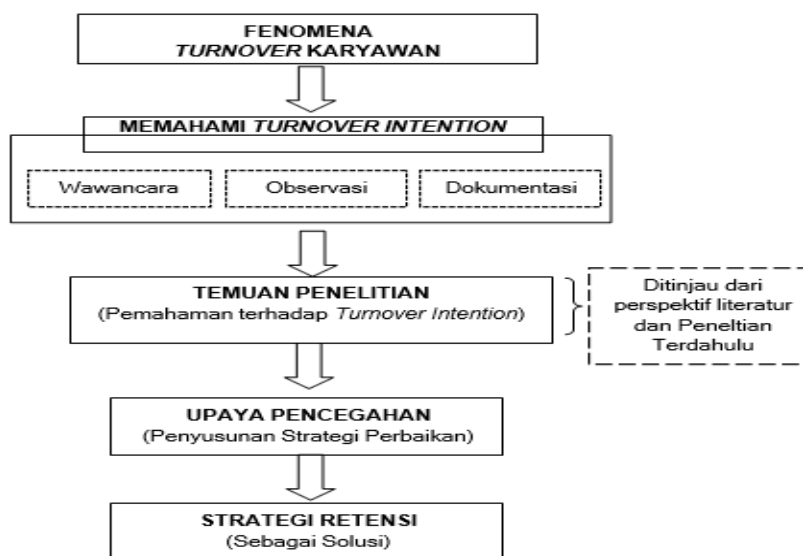 FENOMENA
TURNOVER KARYAWAN
MEMAHAMI TURNOVER INTENTION
Wawancara
Observasi
Dokumentasi
TEMUAN PENELITIAN
(Pemahaman terhadap Turnover Intention)
Ditinjau dari
perspektif literatur
dan Peneltian
Terdahulu
UPAYA PENCEGAHAN
(Penyusunan Strategi Perbaikan)
STRATEGI RETENSI
(Sebagai Solusi)